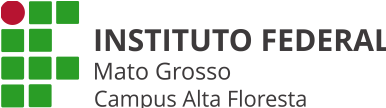 INSTITUTO FEDERAL
Mato Grosso
Campus Alta Floresta